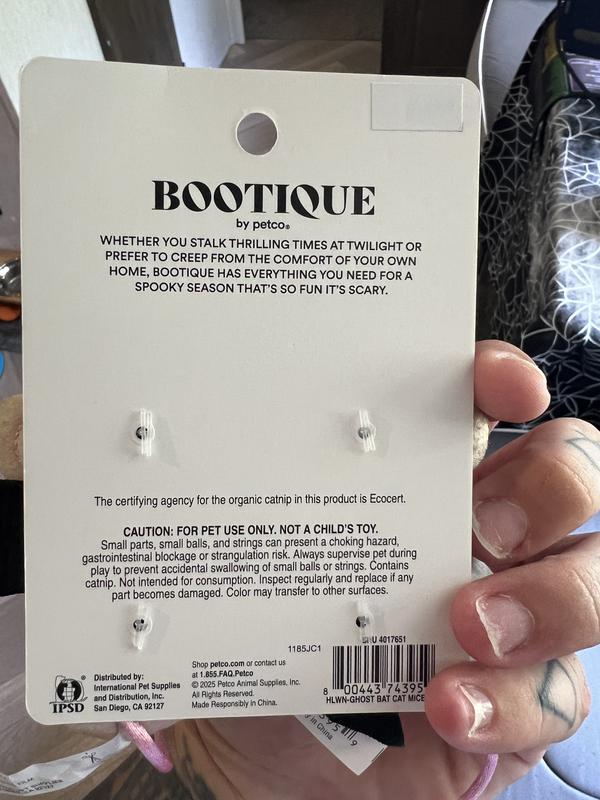 BOOTIQUE
by petco®
WHETHER YOU STALK THRILLING TIMES AT TWILIGHT OR
PREFER TO CREEP FROM THE COMFORT OF YOUR OWN
HOME, BOOTIQUE HAS EVERYTHING YOU NEED FOR A
SPOOKY SEASON THAT'S SO FUN IT'S SCARY.
The certifying agency for the organic catnip in this product is Ecocert.
CAUTION: FOR PET USE ONLY. NOT A CHILD'S TOY.
Small parts, small balls, and strings can present a choking hazard,
gastrointestinal blockage or strangulation risk. Always supervise pet during
play to prevent accidental swallowing of small balls or strings. Contains
catnip. Not intended for consumption. Inspect regularly and replace if any
part becomes damaged. Color may transfer to other surfaces.
IPSD®
Distributed by:
International Pet Supplies
and Distribution, Inc.
San Diego, CA 92127
Shop petco.com or contact us
at 1.855.FAQ.Petco
© 2025 Petco Animal Supplies, Inc.
All Rights Reserved.
Made Responsibly in China.
1185JC1
SKU 4017651
8 00443 74395
HLWN-GHOST BAT CAT MICE
in China
9